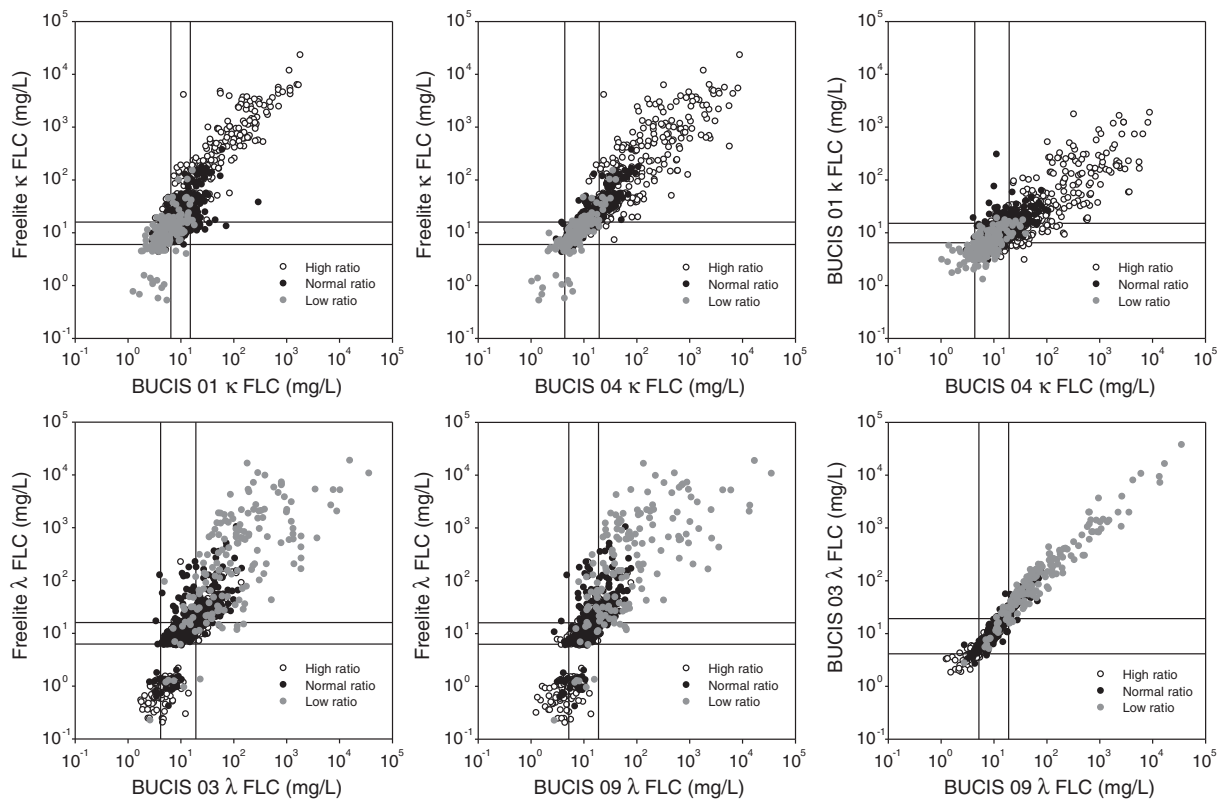 10^5
10^4
10^3
10^2
10^1
10^0
10^-1
Freelite κ FLC (mg/L)
High ratio
Normal ratio
Low ratio
10^-1 10^0 10^1 10^2 10^3 10^4 10^5
BUCIS 01 κ FLC (mg/L)
10^5
10^4
10^3
10^2
10^1
10^0
10^-1
Freelite κ FLC (mg/L)
High ratio
Normal ratio
Low ratio
10^-1 10^0 10^1 10^2 10^3 10^4 10^5
BUCIS 04 κ FLC (mg/L)
10^5
10^4
10^3
10^2
10^1
10^0
10^-1
BUCIS 01 k FLC (mg/L)
High ratio
Normal ratio
Low ratio
10^-1 10^0 10^1 10^2 10^3 10^4 10^5
BUCIS 04 κ FLC (mg/L)
10^5
10^4
10^3
10^2
10^1
10^0
10^-1
Freelite λ FLC (mg/L)
High ratio
Normal ratio
Low ratio
10^-1 10^0 10^1 10^2 10^3 10^4 10^5
BUCIS 03 λ FLC (mg/L)
10^5
10^4
10^3
10^2
10^1
10^0
10^-1
Freelite λ FLC (mg/L)
High ratio
Normal ratio
Low ratio
10^-1 10^0 10^1 10^2 10^3 10^4 10^5
BUCIS 09 λ FLC (mg/L)
10^5
10^4
10^3
10^2
10^1
10^0
10^-1
BUCIS 03 λ FLC (mg/L)
High ratio
Normal ratio
Low ratio
10^-1 10^0 10^1 10^2 10^3 10^4 10^5
BUCIS 09 λ FLC (mg/L)